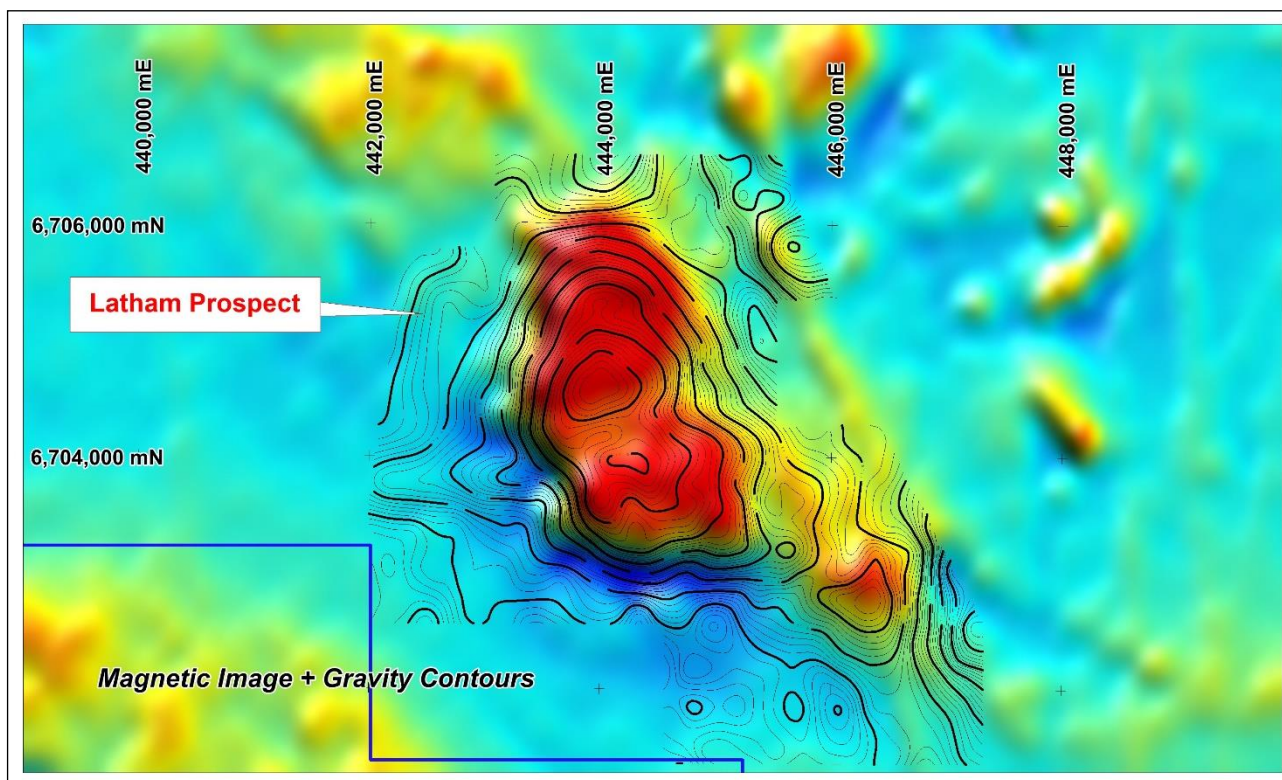 440,000 mE
442,000 mE
444,000 mE
446,000 mE
448,000 mE
6,706,000 mN
Latham Prospect
6,704,000 mN
Magnetic Image + Gravity Contours